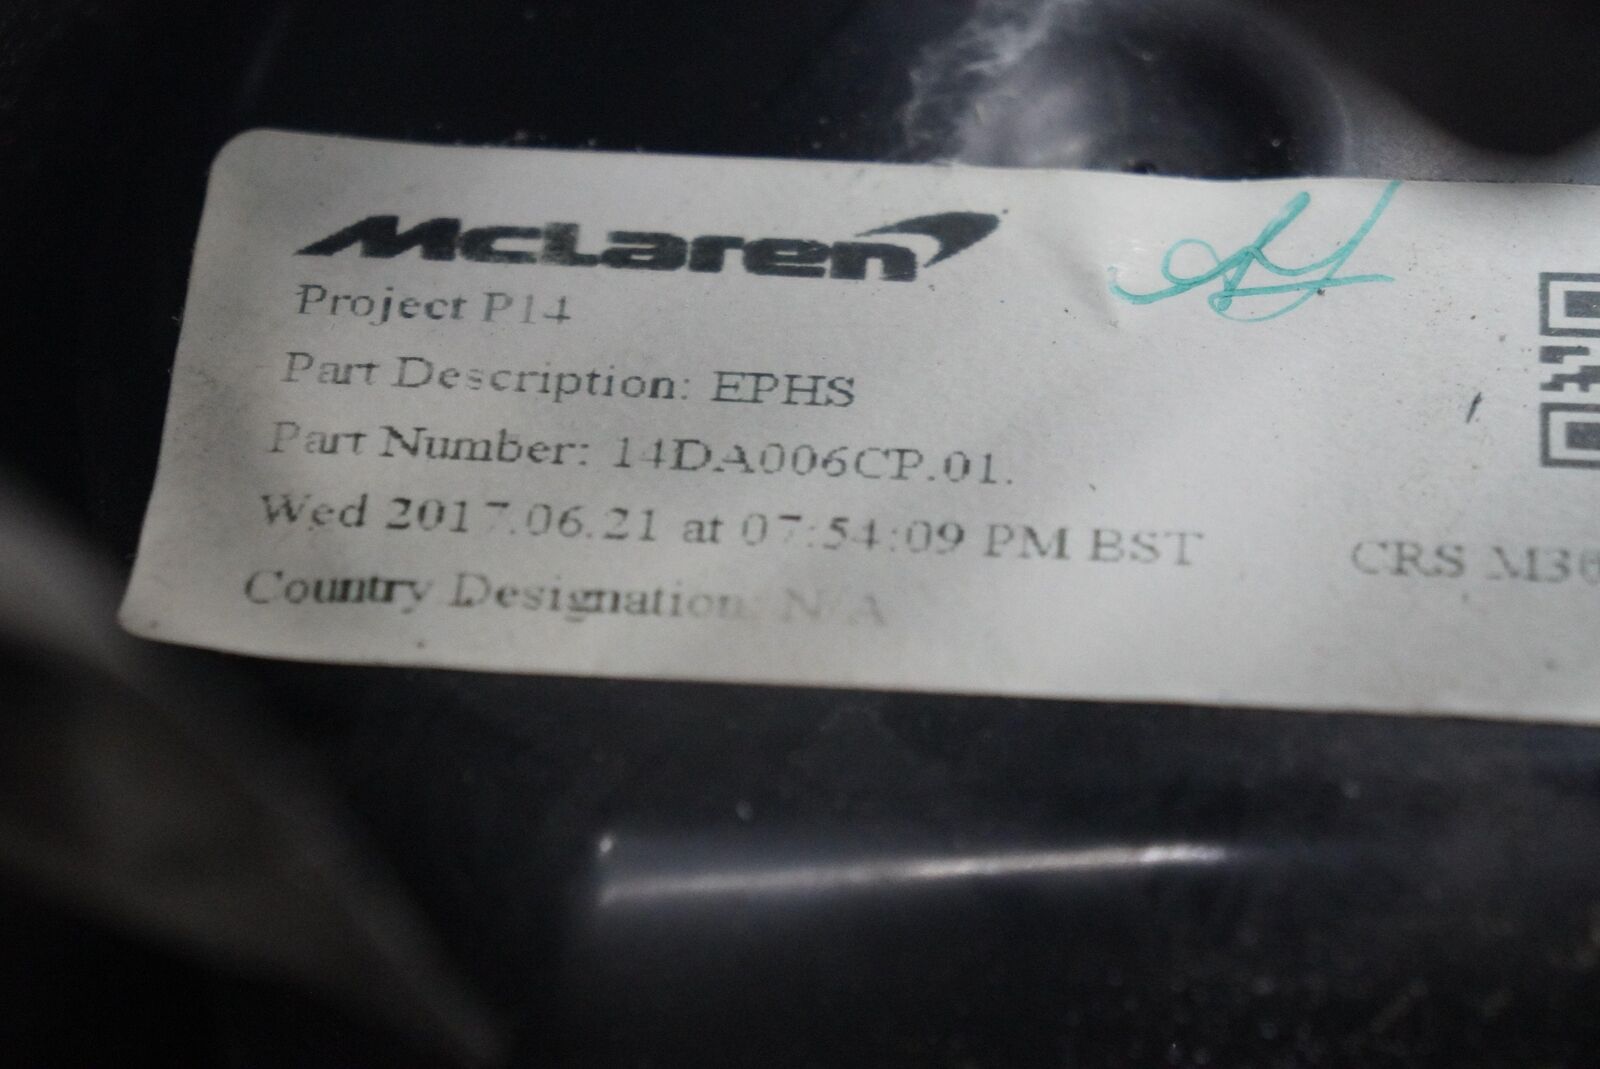 McLaren
Project P14
Part Description: EPHS
Part Number: 14DA006CP.01.
Wed 2017.06.21 at 07:54:09 PM BST
CRS
Country Designation: N/A